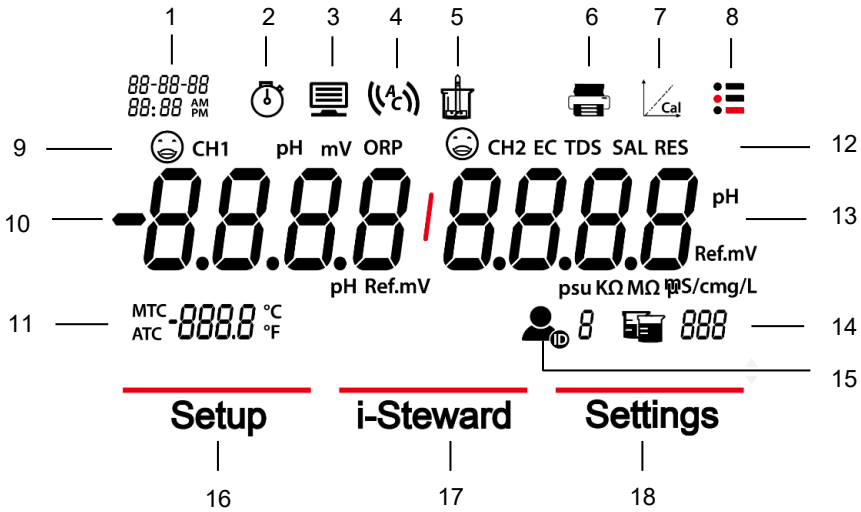 1 2 3 4 5 6 7 8
88-88-88
88:88 AM PM
(AC)
Cal
9 CH1 pH mV ORP CH2 EC TDS SAL RES 12
10 -8.8.8.8 / 8.8.8.8 pH 13
Ref.mV
pH Ref.mV psu KΩ MΩ µmS/cmg/L
11 MTC ATC -888.8 °C °F ID 8 888 14
15
Setup i-Steward Settings
16 17 18